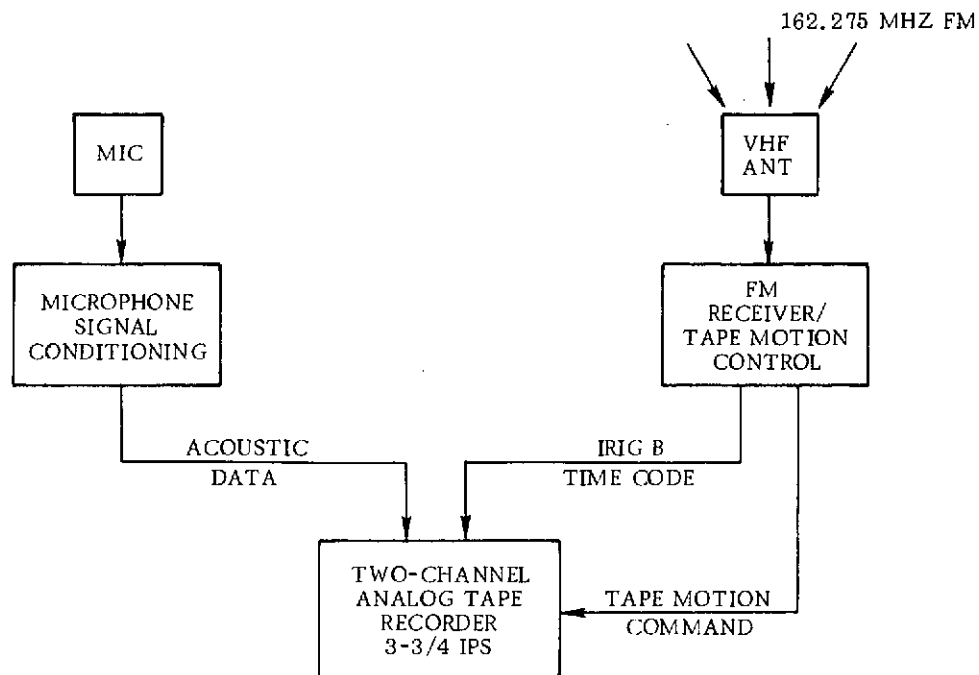 162.275 MHZ FM
MIC
VHF
ANT
MICROPHONE
SIGNAL
CONDITIONING
FM
RECEIVER/
TAPE MOTION
CONTROL
ACOUSTIC
DATA
IRIG B
TIME CODE
TWO-CHANNEL
ANALOG TAPE
RECORDER
3-3/4 IPS
TAPE MOTION
COMMAND